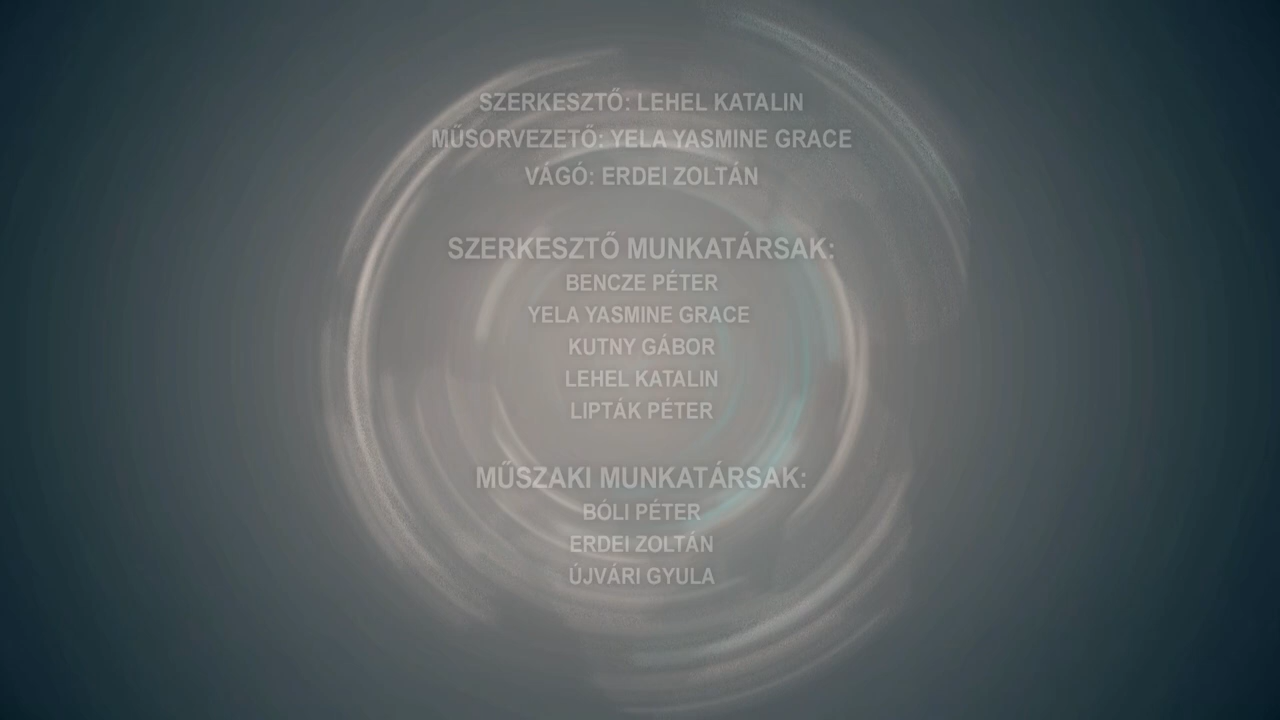 SZERKESZTŐ: LEHEL KATALIN
MŰSORVEZETŐ: YELA YASMINE GRACE
VÁGÓ: ERDEI ZOLTÁN
SZERKESZTŐ MUNKATÁRSAK:
BENCZE PÉTER
YELA YASMINE GRACE
KUTNY GÁBOR
LEHEL KATALIN
LIPTÁK PÉTER
MŰSZAKI MUNKATÁRSAK:
BÓLI PÉTER
ERDEI ZOLTÁN
ÚJVÁRI GYULA